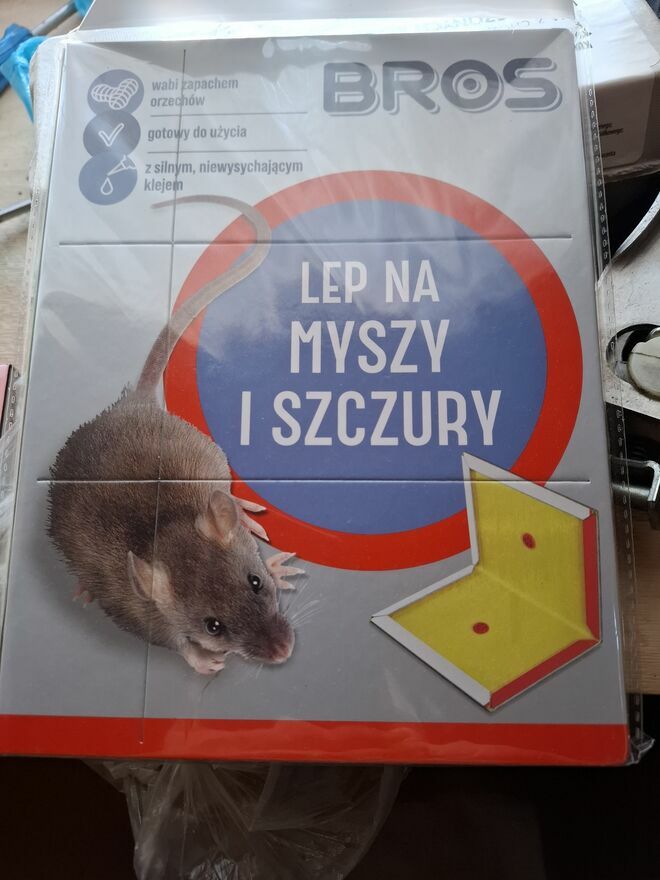 BROS
wabi zapachem
orzechów
gotowy do użycia
z silnym, niewysychającym
klejem
LEP NA
MYSZY
I SZCZURY